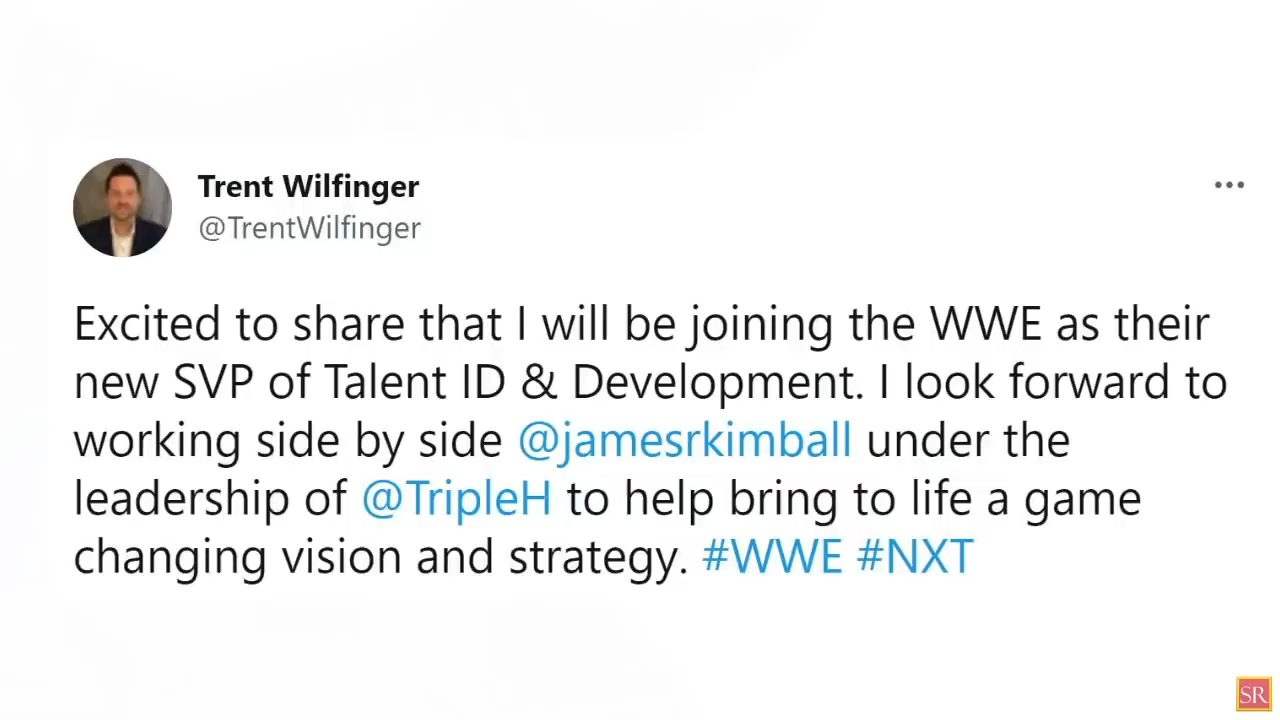 Trent Wilfinger
@TrentWilfinger
Excited to share that I will be joining the WWE as their
new SVP of Talent ID & Development. I look forward to
working side by side @jamesrkimball under the
leadership of @TripleH to help bring to life a game
changing vision and strategy. #WWE #NXT
SR